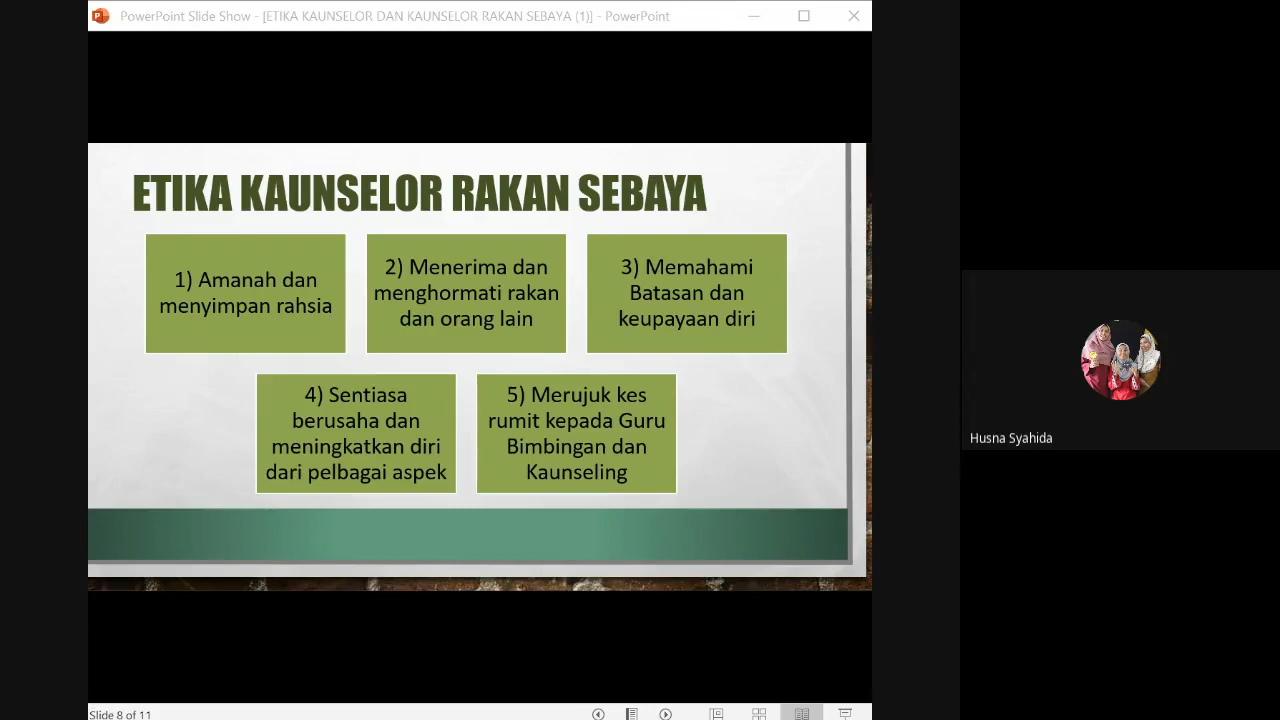 PowerPoint Slide Show - [ETIKA KAUNSELOR DAN KAUNSELOR RAKAN SEBAYA (1)] - PowerPoint
ETIKA KAUNSELOR RAKAN SEBAYA
1) Amanah dan
menyimpan rahsia
2) Menerima dan
menghormati rakan
dan orang lain
3) Memahami
Batasan dan
keupayaan diri
4) Sentiasa
berusaha dan
meningkatkan diri
dari pelbagai aspek
5) Merujuk kes
rumit kepada Guru
Bimbingan dan
Kaunseling
Husna Syahida
Slide 8 of 11